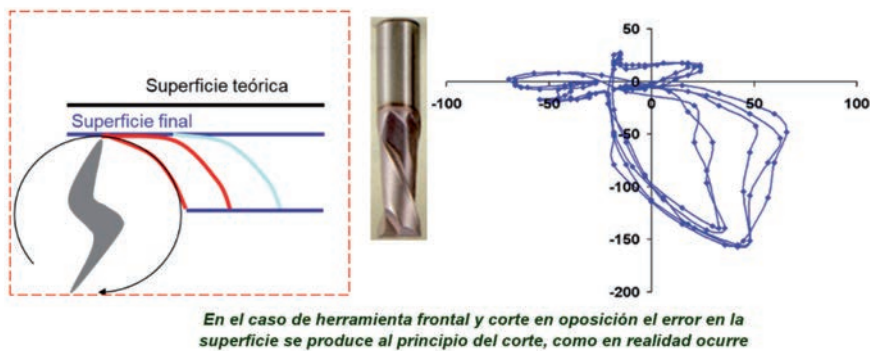 Superficie teórica
Superficie final
50
-100
-50
0
0
50
100
-50
-100
-150
-200
En el caso de herramienta frontal y corte en oposición el error en la
superficie se produce al principio del corte, como en realidad ocurre